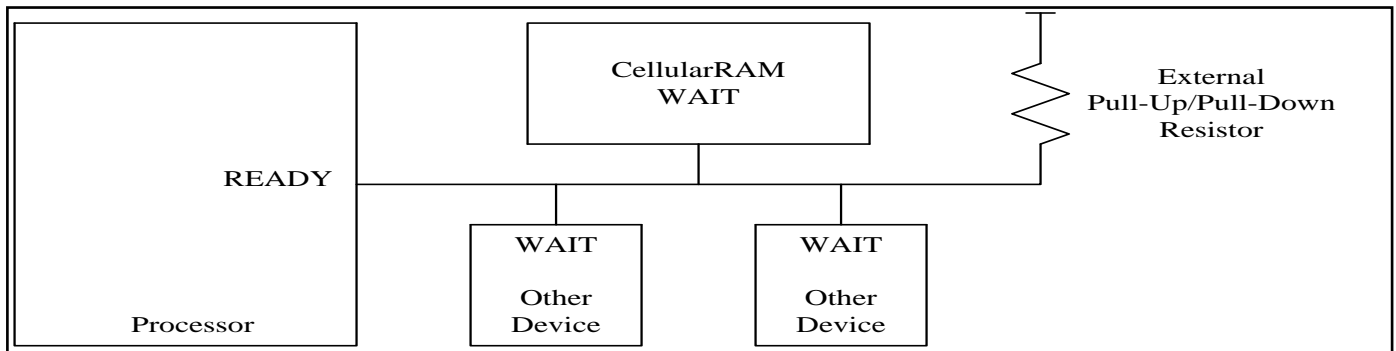 CellularRAM
WAIT
External
Pull-Up/Pull-Down
Resistor
READY
WAIT
Other
Device
WAIT
Other
Device
Processor